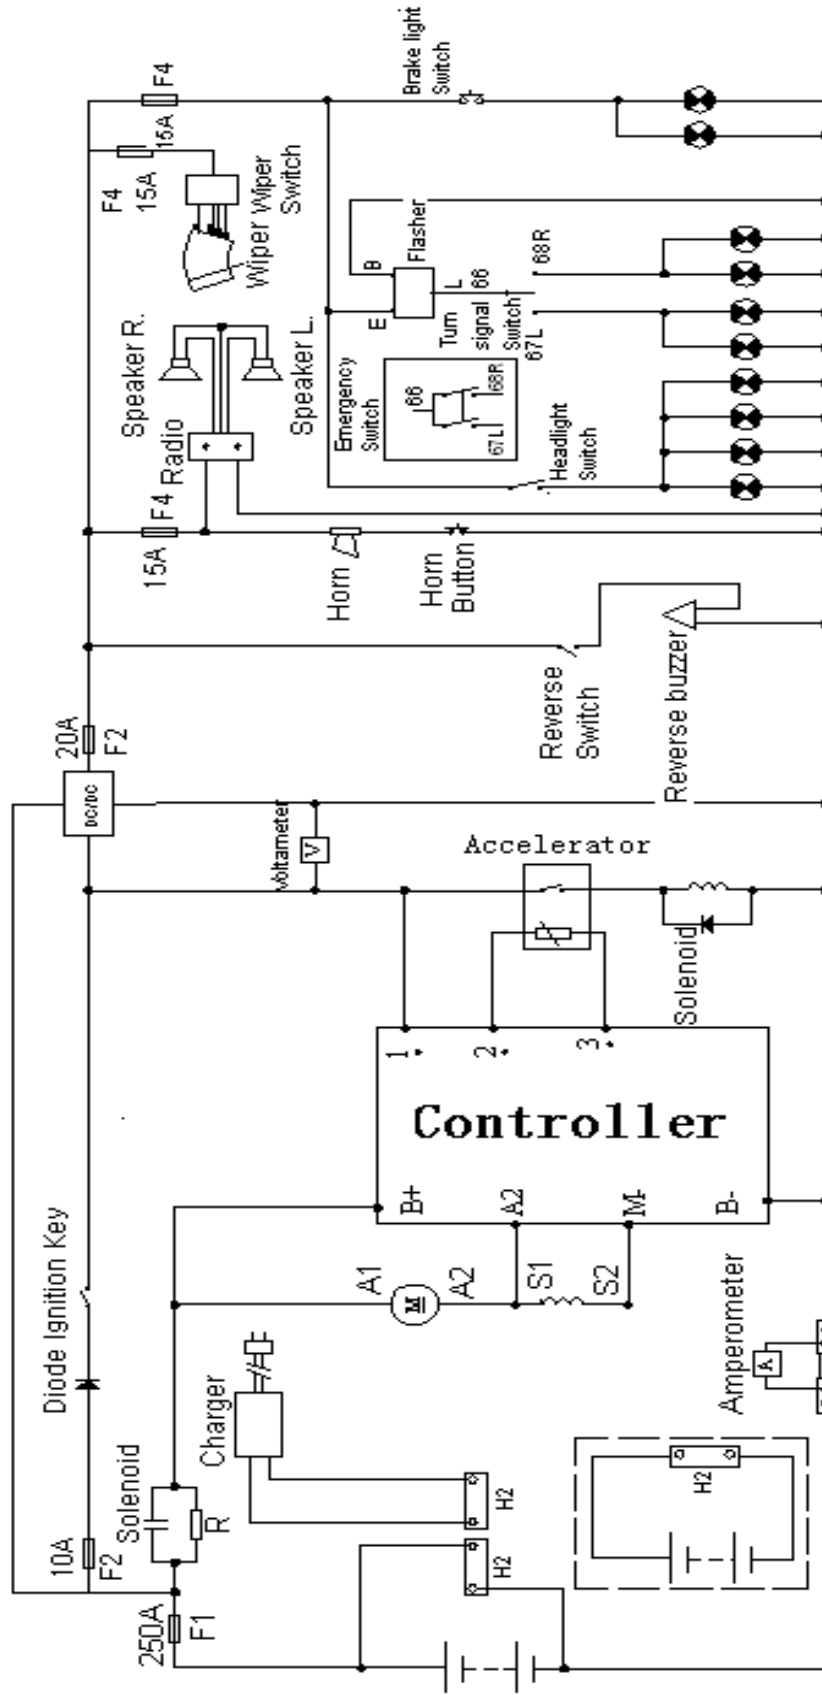 Brake light
Switch
F4
15A
F4
15A
Wiper Switch
Wiper
Flasher
B
E
L
66
Turn
signal
Switch
68R
67L
Speaker R.
Speaker L.
Radio
Emergency
Switch
66
68R
67L
Headlight
Switch
F4
15A
Horn
Horn
Button
Reverse
Switch
Reverse buzzer
20A
F2
DC/DC
Voltameter
V
Accelerator
Solenoid
1
2
3
Controller
B+
A2
M-
B-
Diode Ignition Key
A1
M
A2
S1
S2
Amperometer
A
Charger
Solenoid
R
H2
H2
H2
10A
F2
250A
F1